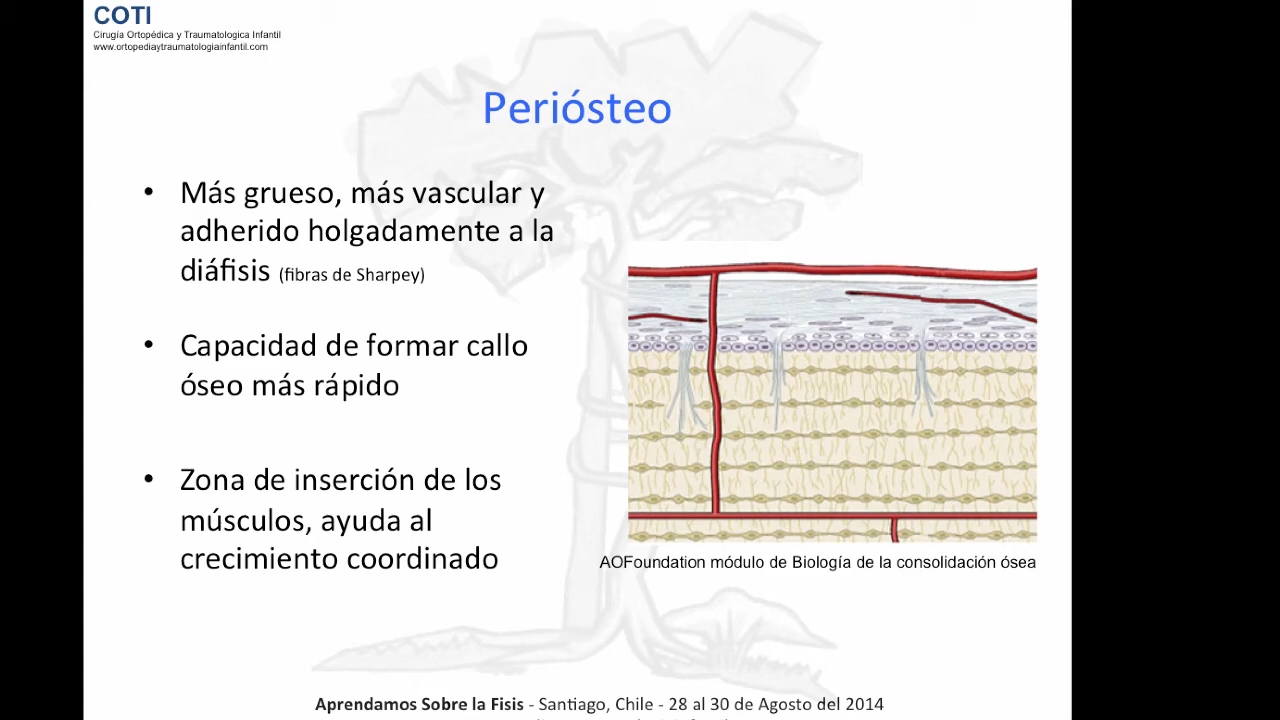 COTI
Cirugía Ortopédica y Traumatologica Infantil
www.ortopediaytraumatologiainfantil.com
Periósteo
• Más grueso, más vascular y
adherido holgadamente a la
diáfisis (fibras de Sharpey)
• Capacidad de formar callo
óseo más rápido
• Zona de inserción de los
músculos, ayuda al
crecimiento coordinado
AOFoundation módulo de Biología de la consolidación ósea
Aprendamos Sobre la Fisis - Santiago, Chile - 28 al 30 de Agosto del 2014